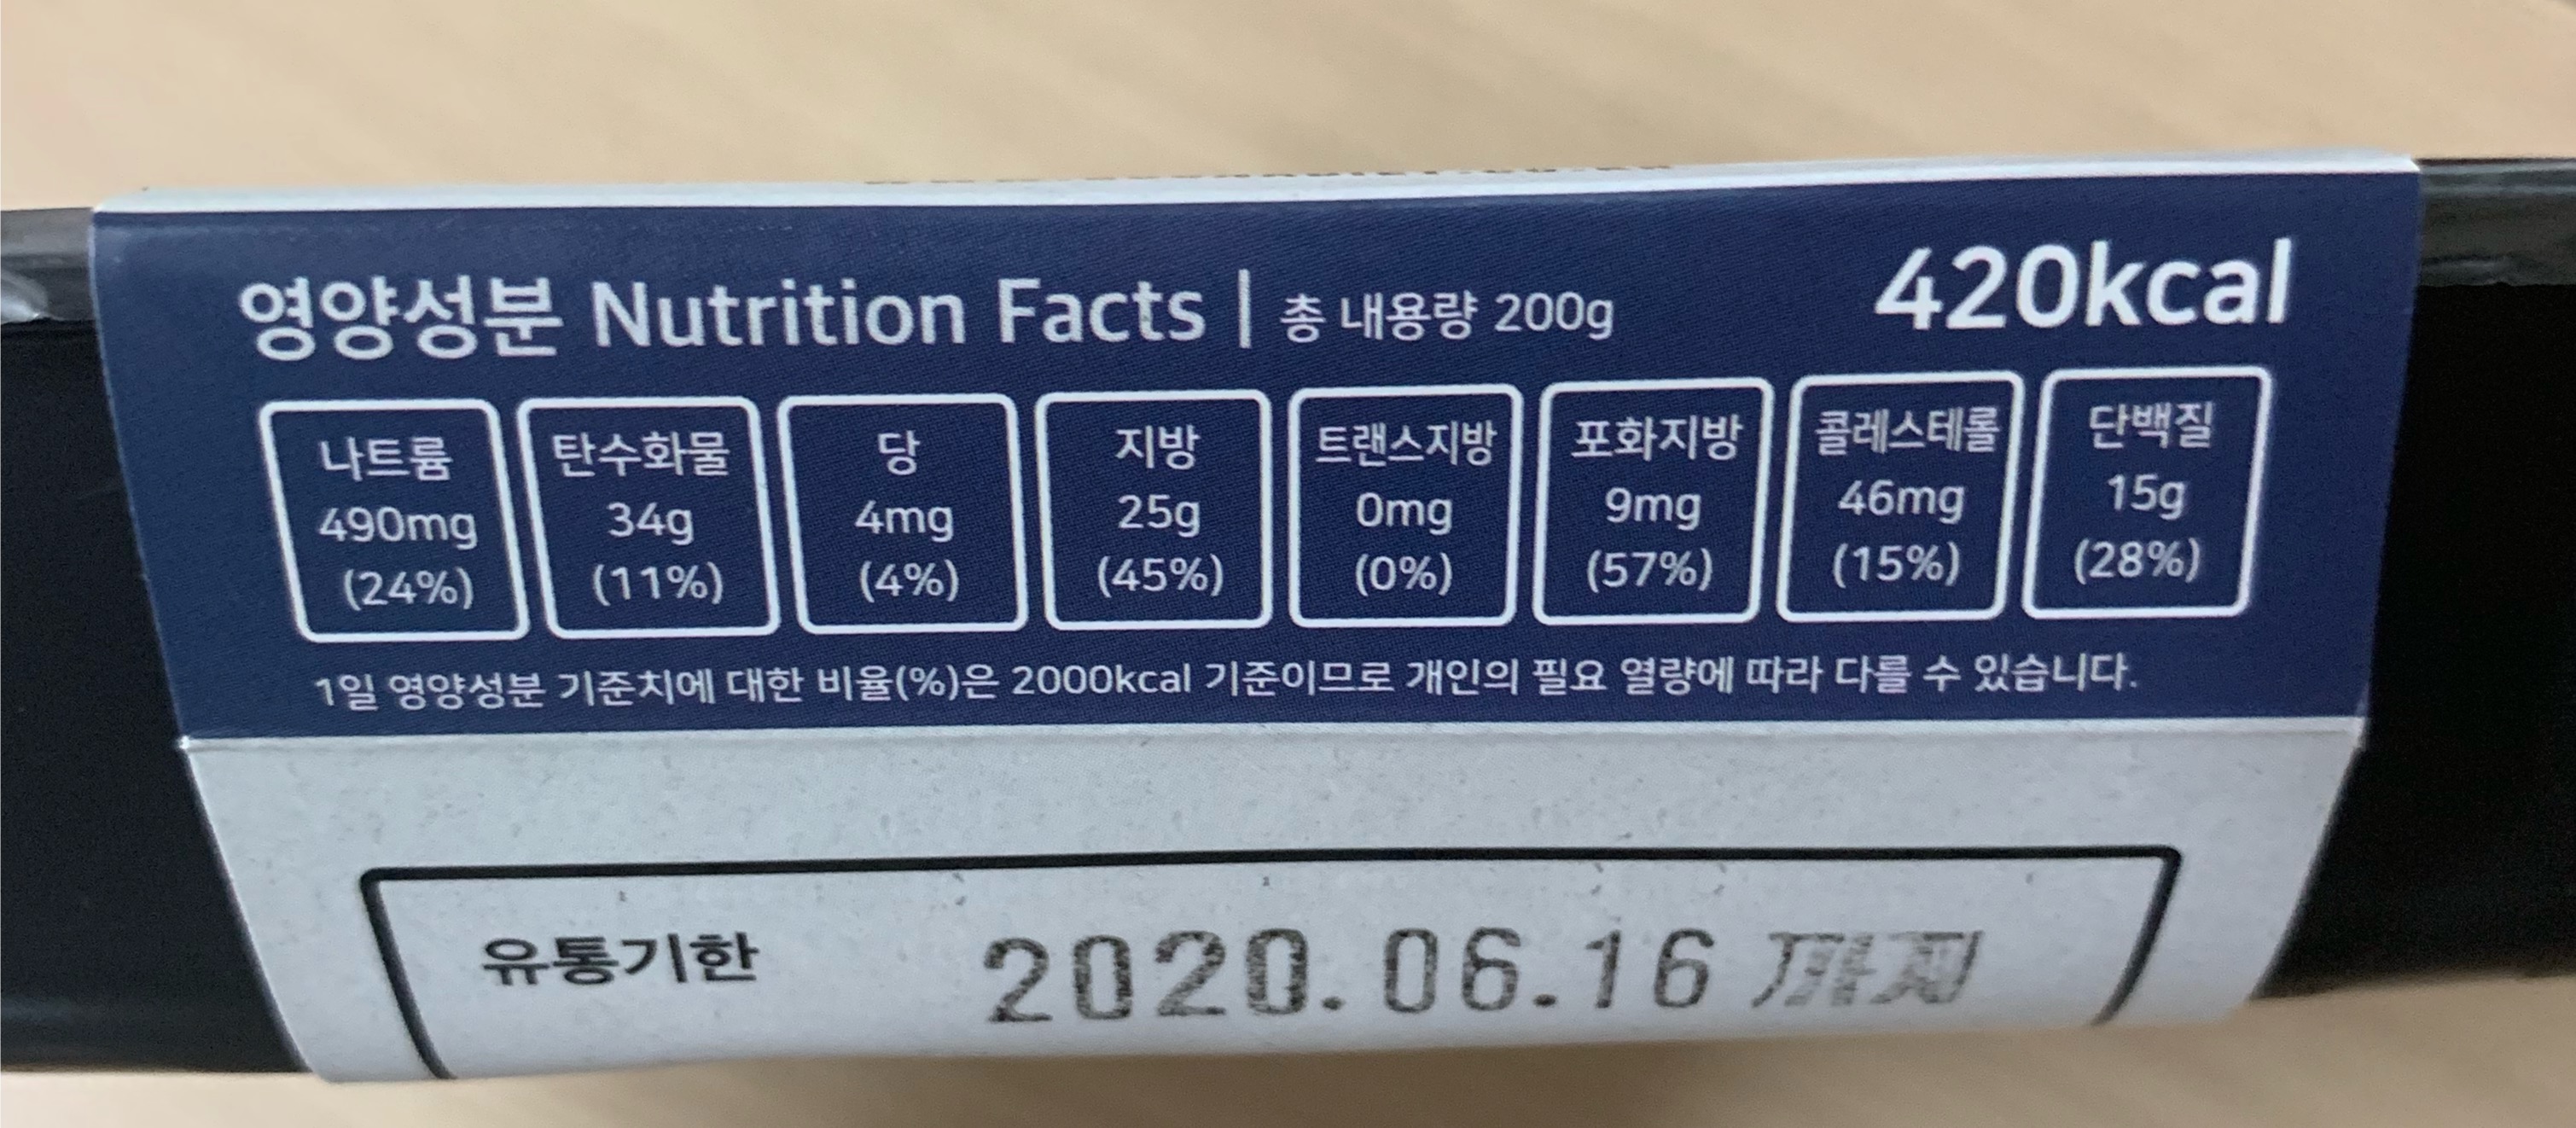 영양성분 Nutrition Facts | 총 내용량 200g 420kcal
나트륨 탄수화물 당 지방 트랜스지방 포화지방 콜레스테롤 단백질
490mg 34g 4mg 25g 0mg 9mg 46mg 15g
(24%) (11%) (4%) (45%) (0%) (57%) (15%) (28%)
1일 영양성분 기준치에 대한 비율(%)은 2000kcal 기준이므로 개인의 필요 열량에 따라 다를 수 있습니다.
유통기한 2020.06.16 까지